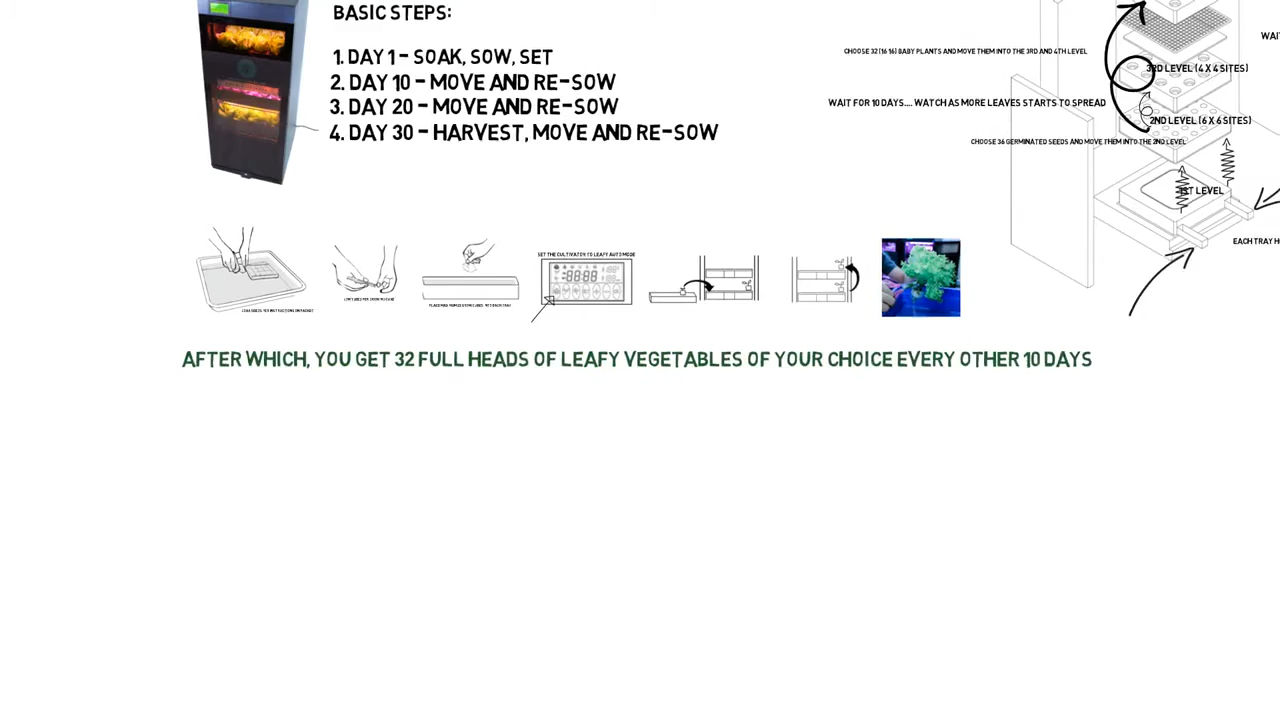 BASIC STEPS:
1. DAY 1 - SOAK, SOW, SET
2. DAY 10 - MOVE AND RE-SOW
3. DAY 20 - MOVE AND RE-SOW
4. DAY 30 - HARVEST, MOVE AND RE-SOW
CHOOSE 32 (16 16) BABY PLANTS AND MOVE THEM INTO THE 3RD AND 4TH LEVEL
3RD LEVEL (4 X 4 SITES)
WAIT FOR 10 DAYS.... WATCH AS MORE LEAVES STARTS TO SPREAD
2ND LEVEL (6 X 6 SITES)
CHOOSE 36 GERMINATED SEEDS AND MOVE THEM INTO THE 2ND LEVEL
1ST LEVEL
EACH TRAY
SET THE CULTIVATOR TO LEAFY AUTO MODE
AFTER WHICH, YOU GET 32 FULL HEADS OF LEAFY VEGETABLES OF YOUR CHOICE EVERY OTHER 10 DAYS